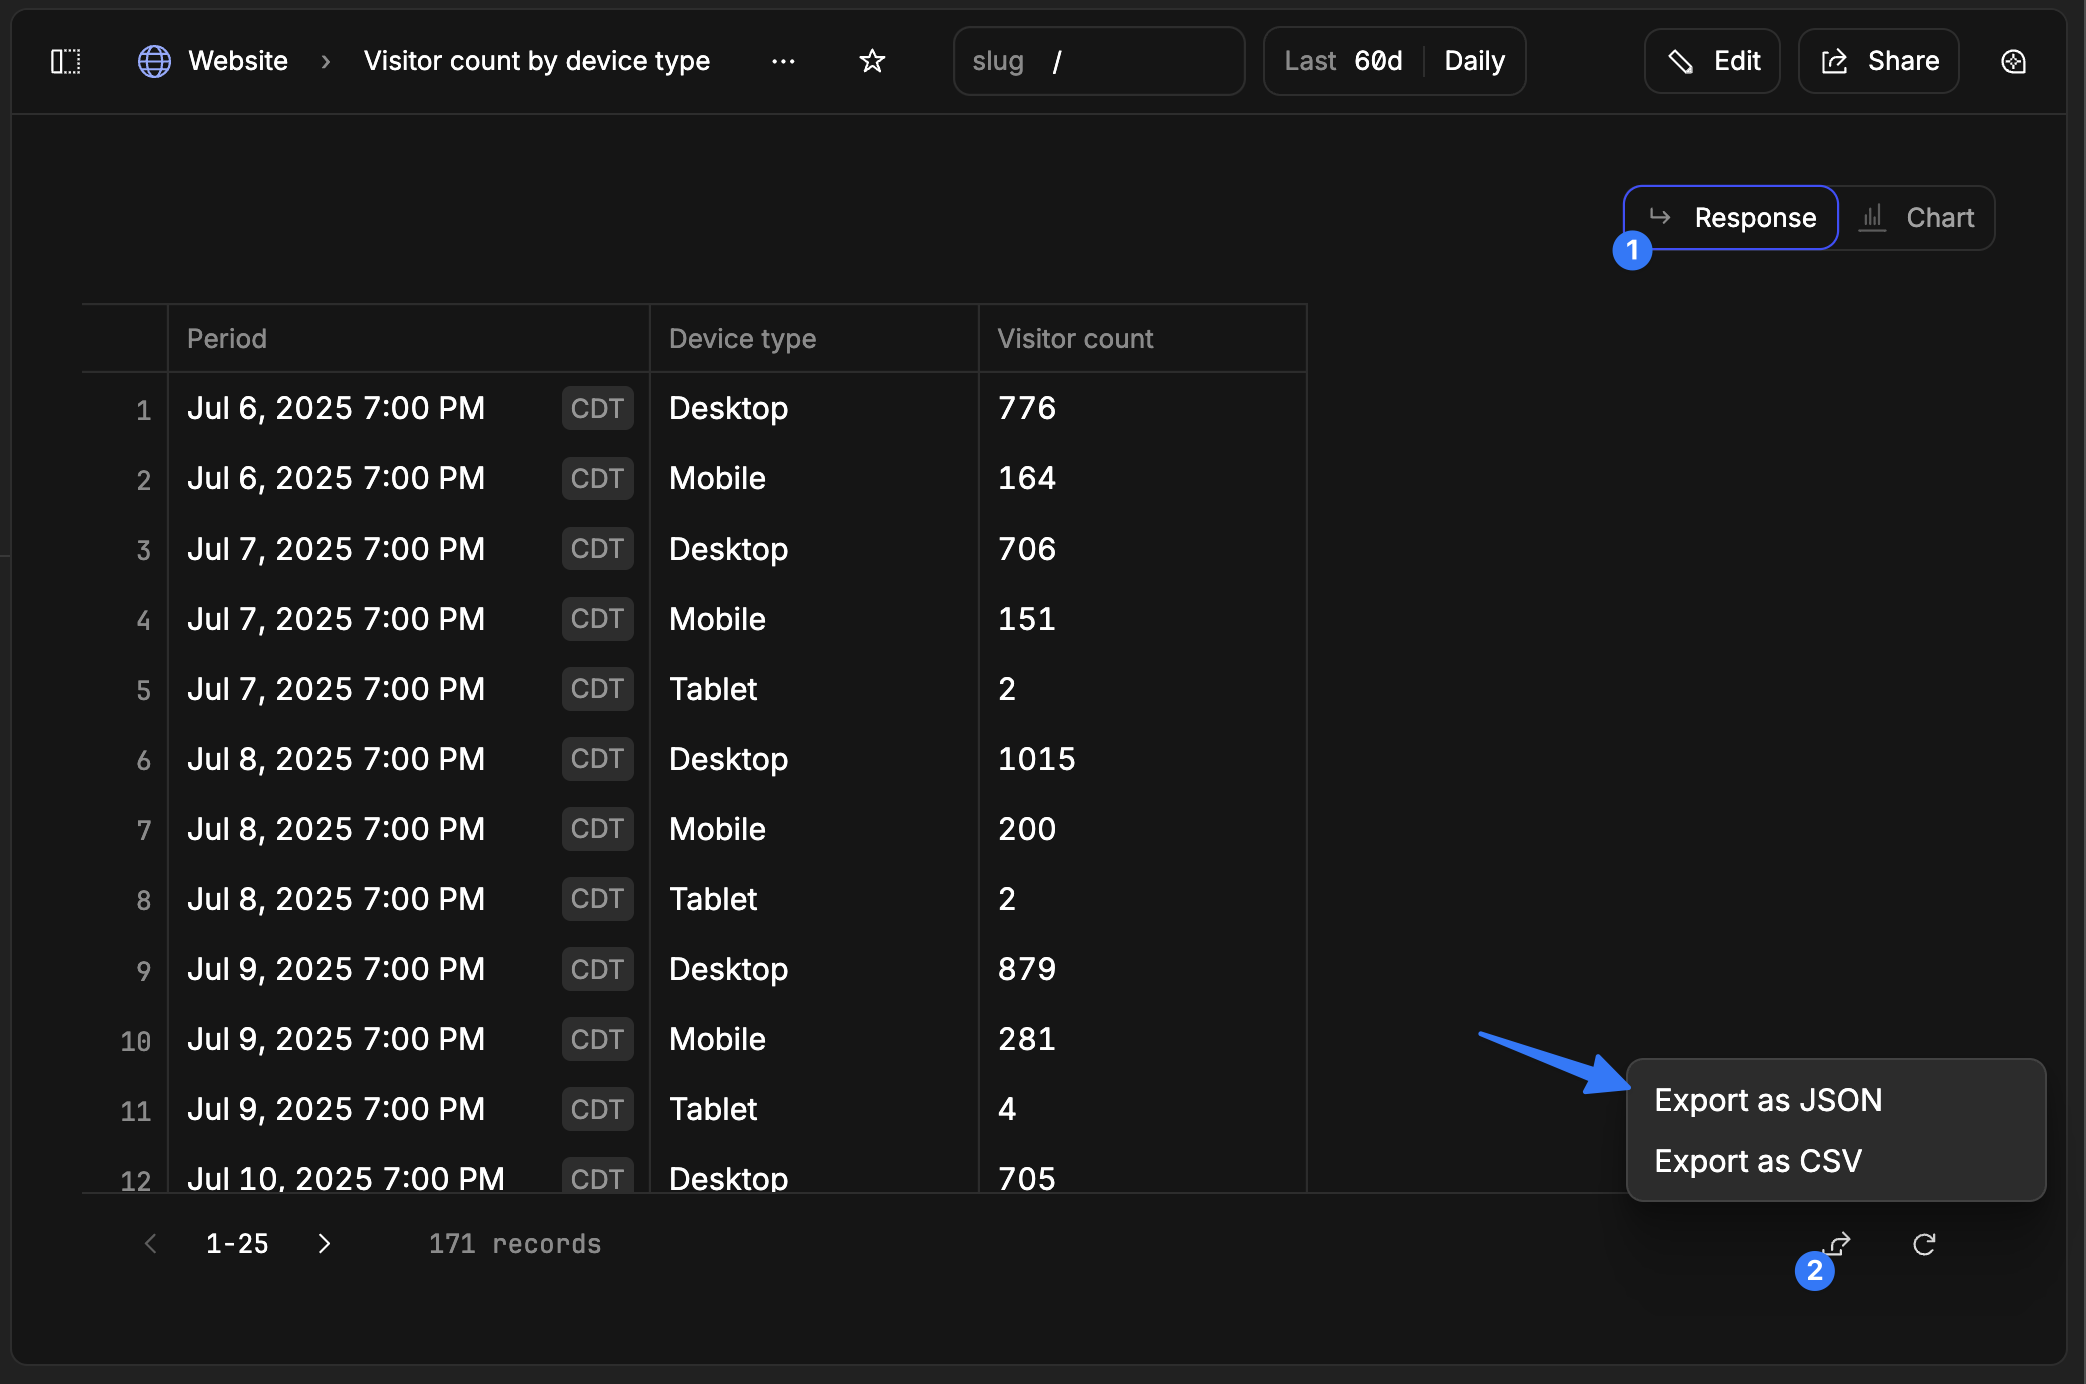 Website › Visitor count by device type ··· slug / Last 60d Daily Edit Share
Response Chart
1
Period Device type Visitor count
1 Jul 6, 2025 7:00 PM CDT Desktop 776
2 Jul 6, 2025 7:00 PM CDT Mobile 164
3 Jul 7, 2025 7:00 PM CDT Desktop 706
4 Jul 7, 2025 7:00 PM CDT Mobile 151
5 Jul 7, 2025 7:00 PM CDT Tablet 2
6 Jul 8, 2025 7:00 PM CDT Desktop 1015
7 Jul 8, 2025 7:00 PM CDT Mobile 200
8 Jul 8, 2025 7:00 PM CDT Tablet 2
9 Jul 9, 2025 7:00 PM CDT Desktop 879
10 Jul 9, 2025 7:00 PM CDT Mobile 281
11 Jul 9, 2025 7:00 PM CDT Tablet 4
12 Jul 10, 2025 7:00 PM CDT Desktop 705
Export as JSON
Export as CSV
1-25 171 records
2